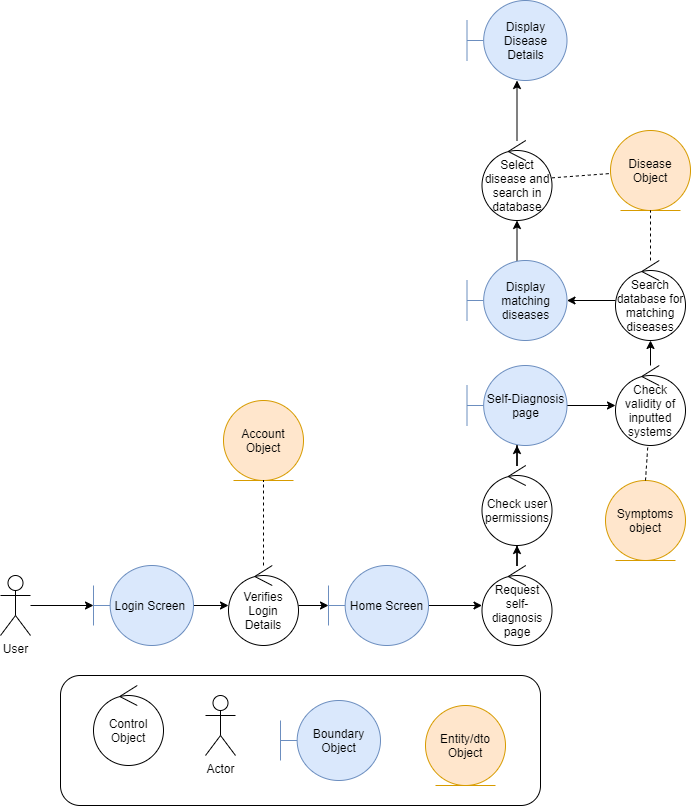 Display
Disease
Details
Select
disease and
search in
database
Disease
Object
Display
matching
diseases
Search
database for
matching
diseases
Self-Diagnosis
page
Check
validity of
inputted
systems
Account
Object
Check user
permissions
Symptoms
object
User
Login Screen
Verifies
Login
Details
Home Screen
Request
self-
diagnosis
page
Control
Object
Actor
Boundary
Object
Entity/dto
Object